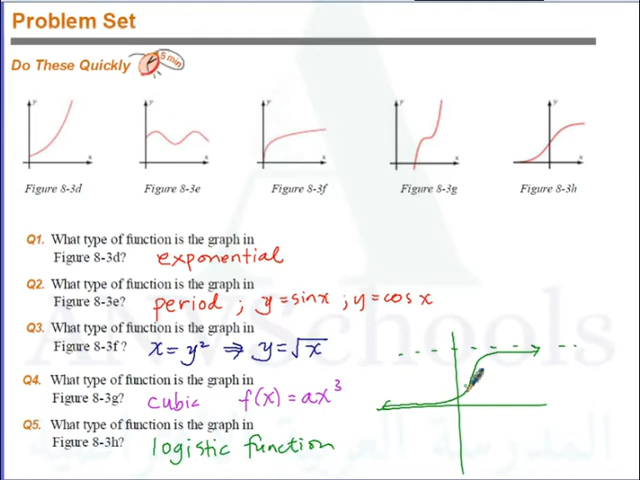 Problem Set
Do These Quickly 5 min
y y y y y
x x x x x
Figure 8-3d Figure 8-3e Figure 8-3f Figure 8-3g Figure 8-3h
Q1. What type of function is the graph in
Figure 8-3d? exponential
Q2. What type of function is the graph in
Figure 8-3e? period ; y = sinx ; y = cos x
Q3. What type of function is the graph in
Figure 8-3f ? x = y² ⇒ y = √x
Q4. What type of function is the graph in
Figure 8-3g? cubic f(x) = ax³
Q5. What type of function is the graph in
Figure 8-3h? logistic function